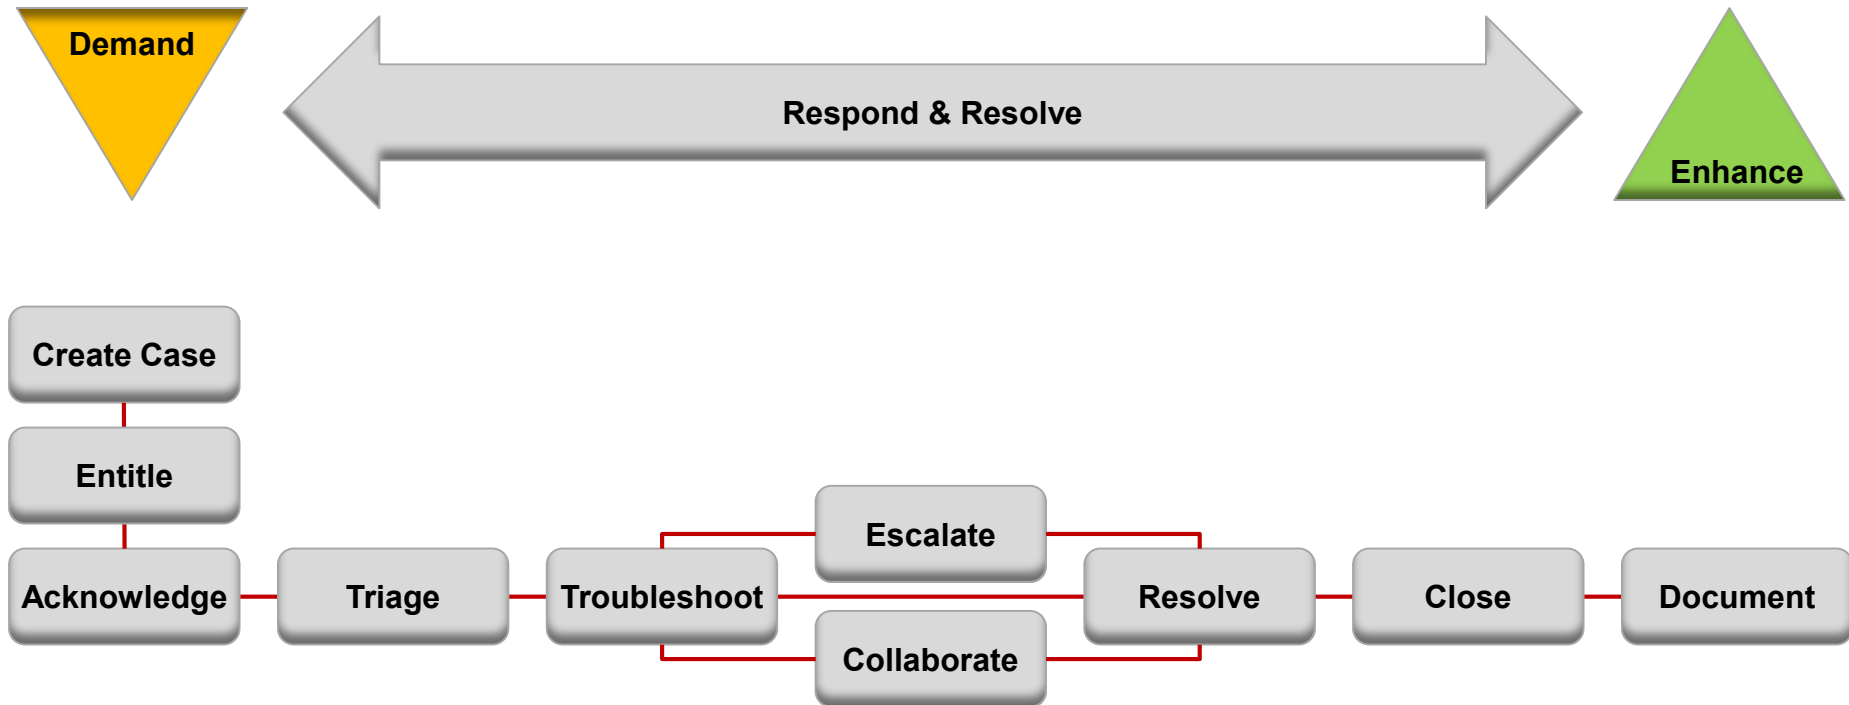 Demand
Respond & Resolve
Enhance
Create Case
Entitle
Escalate
Acknowledge
Triage
Troubleshoot
Resolve
Close
Document
Collaborate